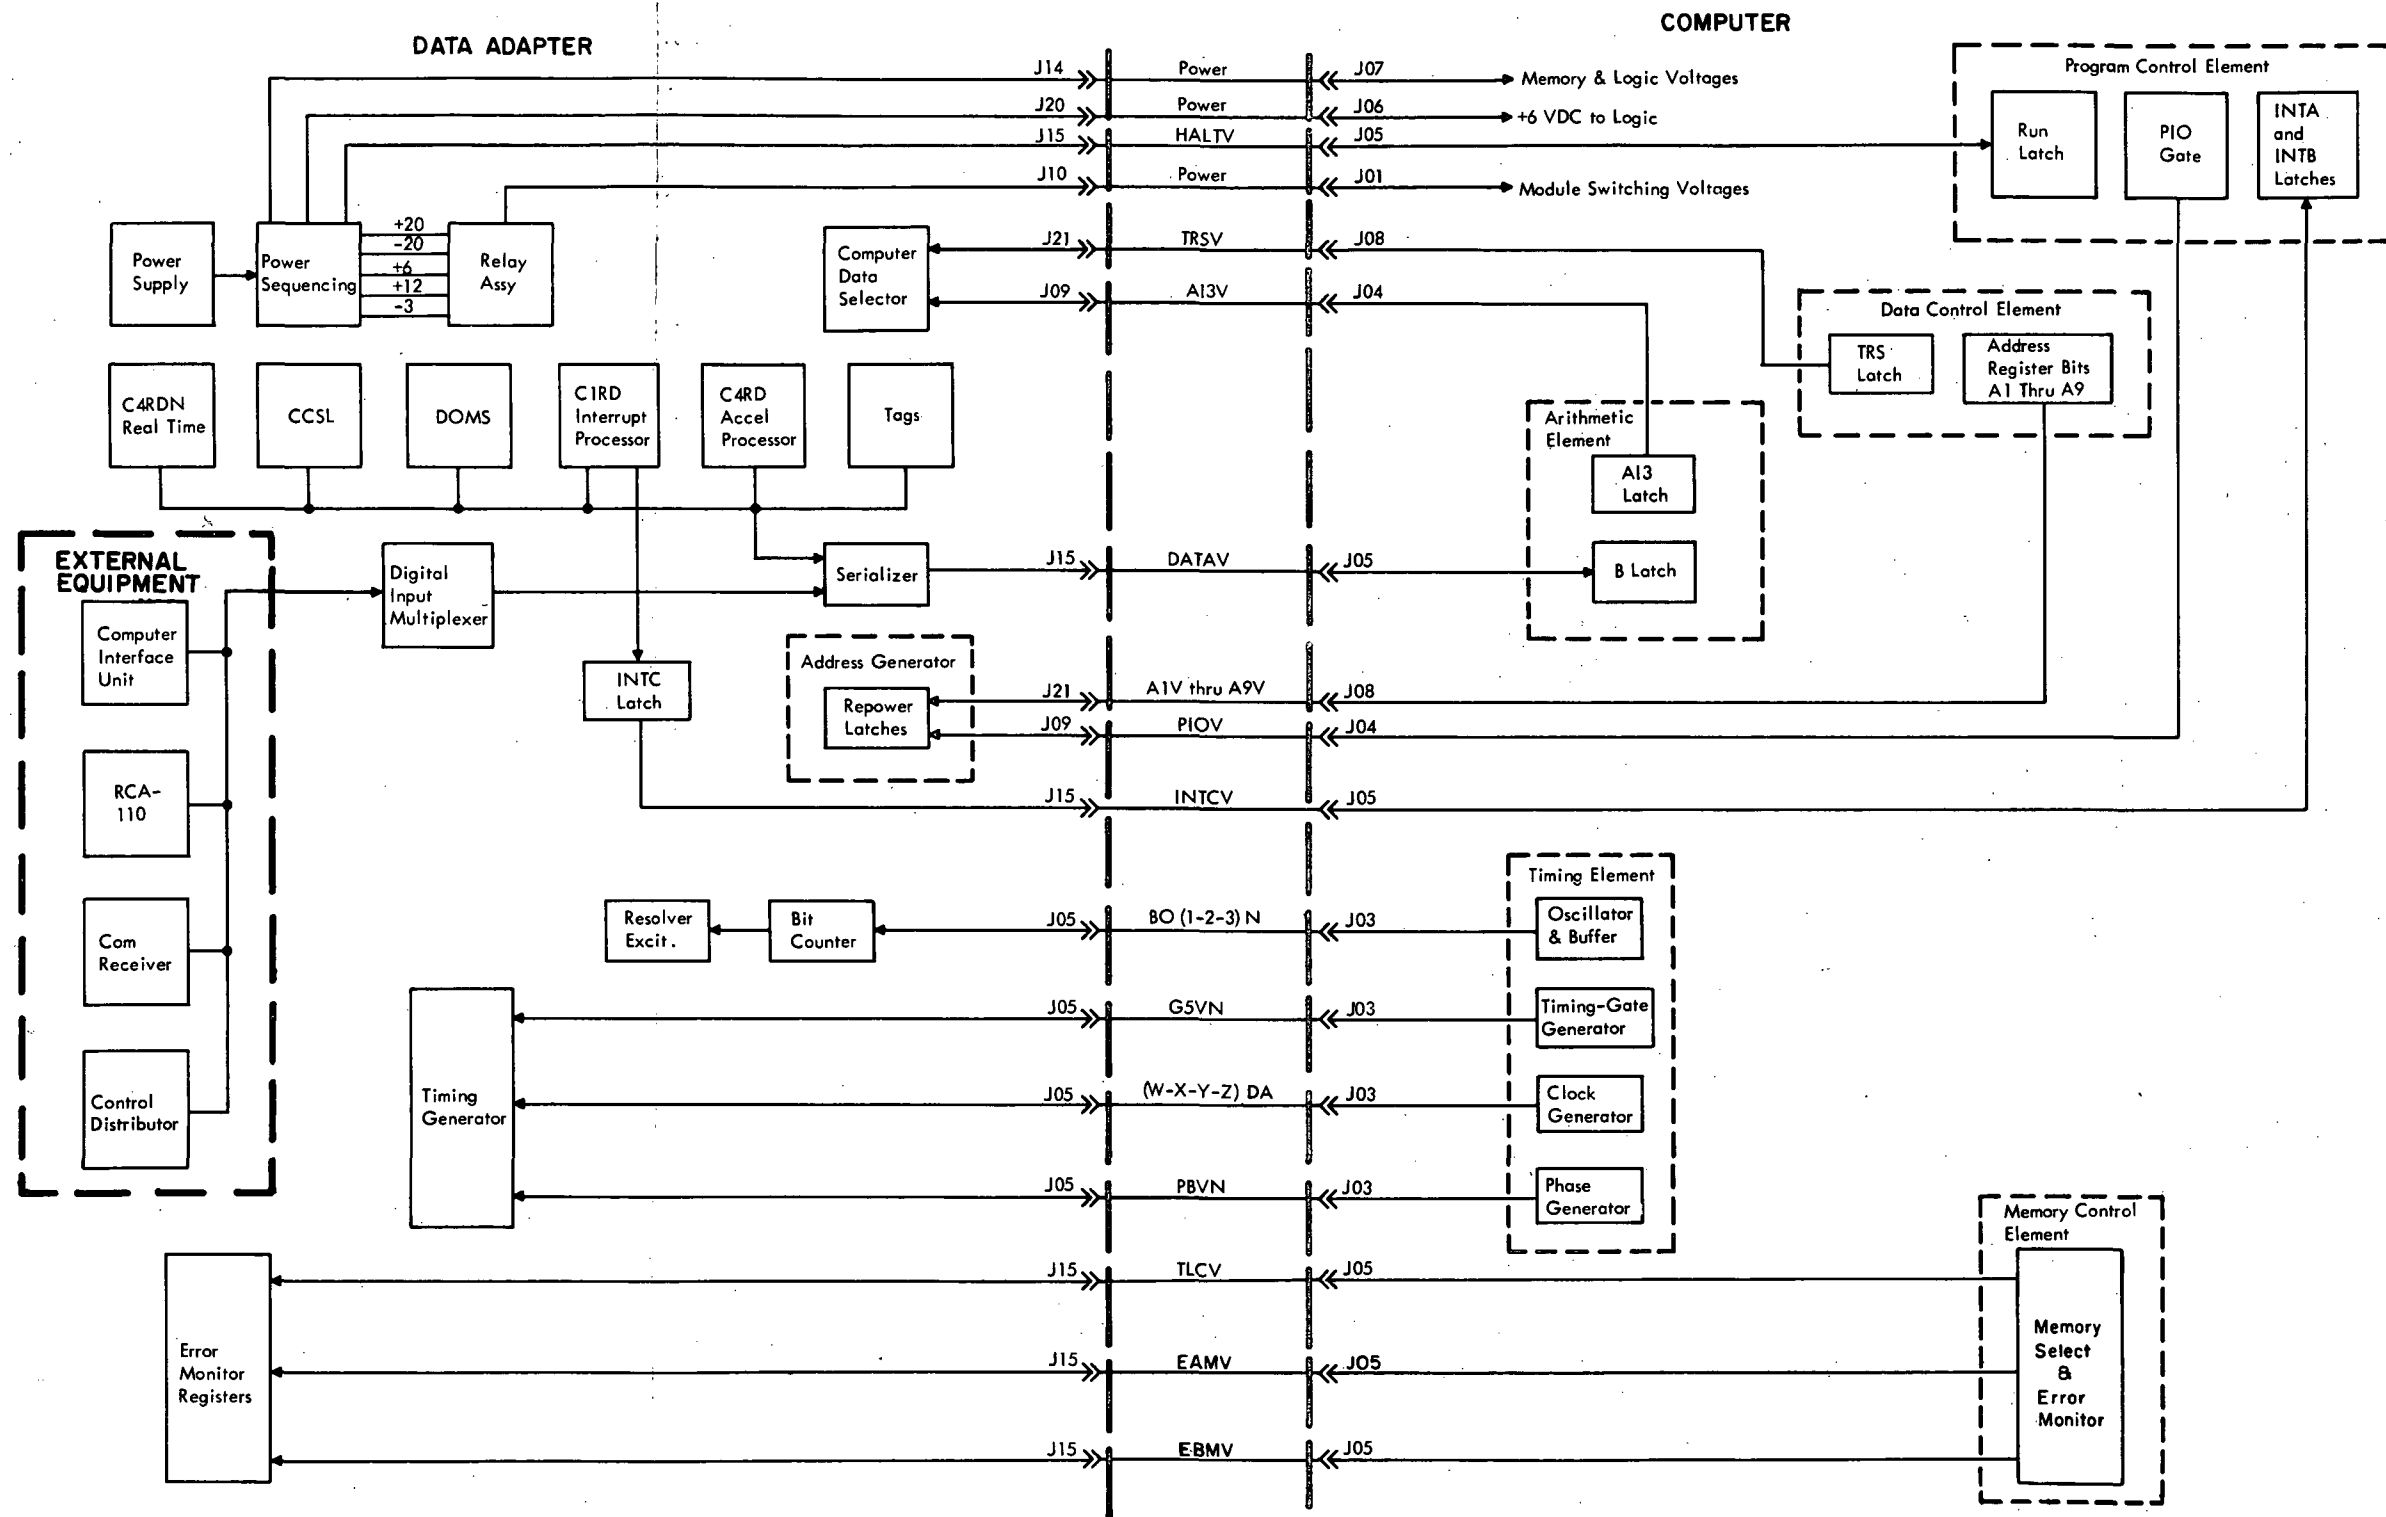 DATA ADAPTER
COMPUTER
J14 Power J07 Memory & Logic Voltages
J20 Power J06 +6 VDC to Logic
J15 HALTV J05
J10 Power J01 Module Switching Voltages
Program Control Element
Run
Latch
PIO
Gate
INTA
and
INTB
Latches
Power
Supply
Power
Sequencing
+20
-20
+6
+12
-3
Relay
Assy
Computer
Data
Selector
J21 TRSV J08
J09 AI3V J04
Data Control Element
TRS
Latch
Address
Register Bits
A1 Thru A9
C4RDN
Real Time
CCSL
DOMS
C1RD
Interrupt
Processor
C4RD
Accel
Processor
Tags
Arithmetic
Element
AI3
Latch
B Latch
EXTERNAL
EQUIPMENT
Computer
Interface
Unit
RCA-
110
Com
Receiver
Control
Distributor
Digital
Input
Multiplexer
Serializer
J15 DATAV J05
INTC
Latch
Address Generator
Repower
Latches
J21 A1V thru A9V J08
J09 PIOV J04
J15 INTCV J05
Timing Element
Resolver
Excit.
Bit
Counter
J05 BO (1-2-3) N J03
Oscillator
& Buffer
Timing
Generator
J05 G5VN J03
Timing-Gate
Generator
J05 (W-X-Y-Z) DA J03
Clock
Generator
J05 PBVN J03
Phase
Generator
Memory Control
Element
Error
Monitor
Registers
J15 TLCV J05
J15 EAMV J05
J15 EBMV J05
Memory
Select
&
Error
Monitor